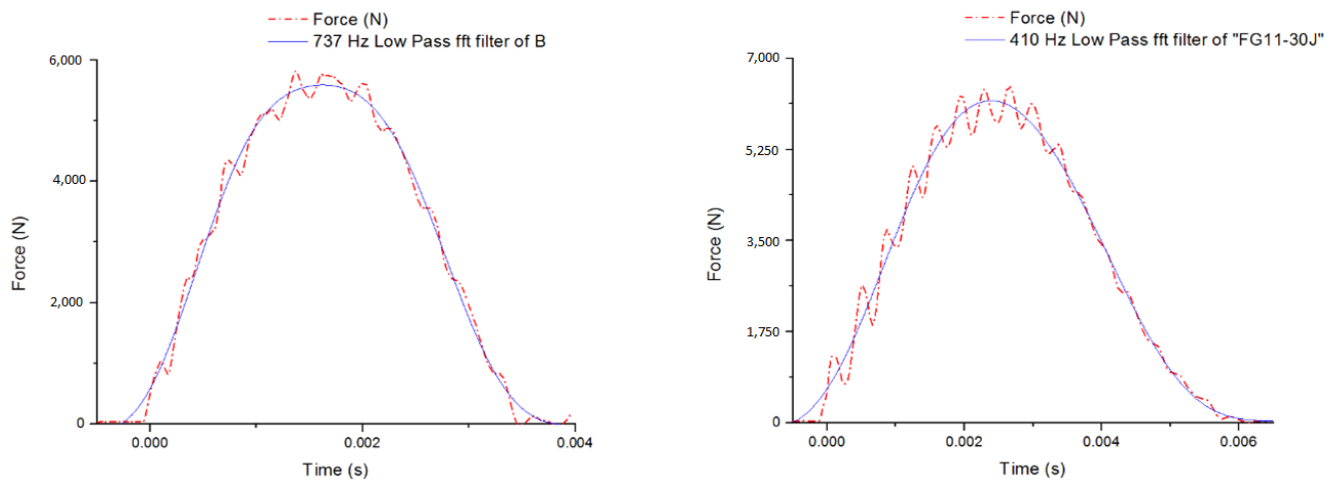 Force (N)
737 Hz Low Pass fft filter of B
6,000
4,000
2,000
0
Force (N)
0.000
0.002
0.004
Time (s)
Force (N)
410 Hz Low Pass fft filter of "FG11-30J"
7,000
5,250
3,500
1,750
0
Force (N)
0.000
0.002
0.004
0.006
Time (s)